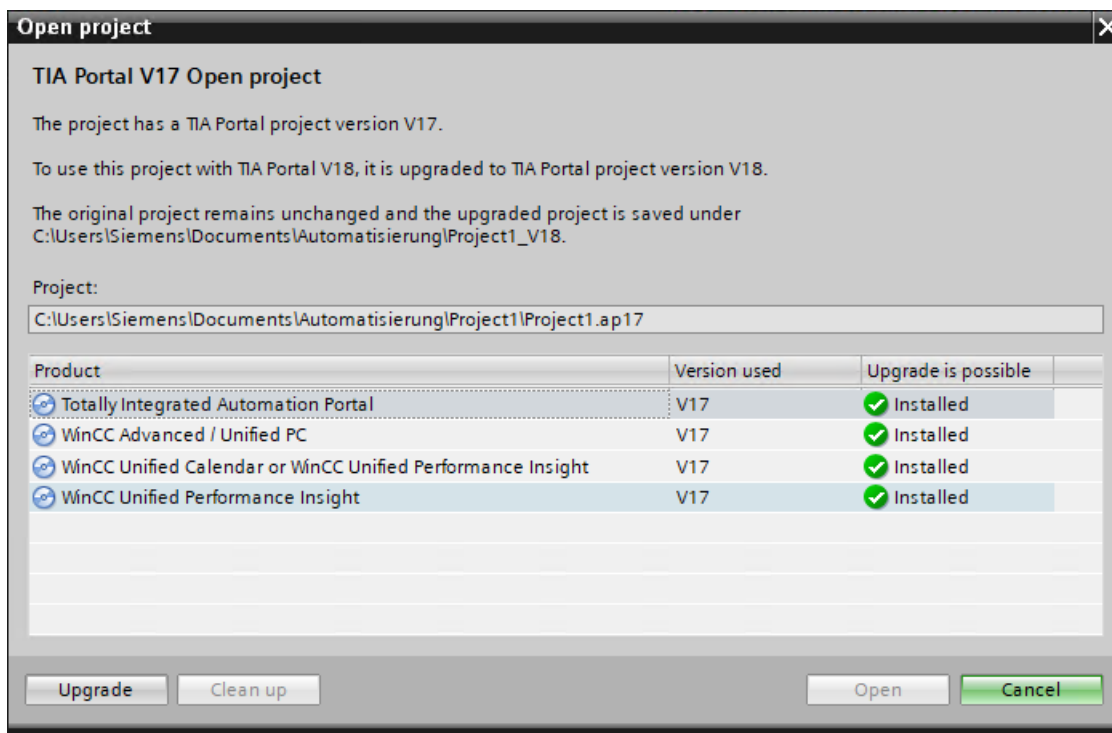 Open project
TIA Portal V17 Open project
The project has a TIA Portal project version V17.
To use this project with TIA Portal V18, it is upgraded to TIA Portal project version V18.
The original project remains unchanged and the upgraded project is saved under
C:\Users\Siemens\Documents\Automatisierung\Project1_V18.
Project:
C:\Users\Siemens\Documents\Automatisierung\Project1\Project1.ap17
Product Version used Upgrade is possible
Totally Integrated Automation Portal V17 Installed
WinCC Advanced / Unified PC V17 Installed
WinCC Unified Calendar or WinCC Unified Performance Insight V17 Installed
WinCC Unified Performance Insight V17 Installed
Upgrade Clean up Open Cancel